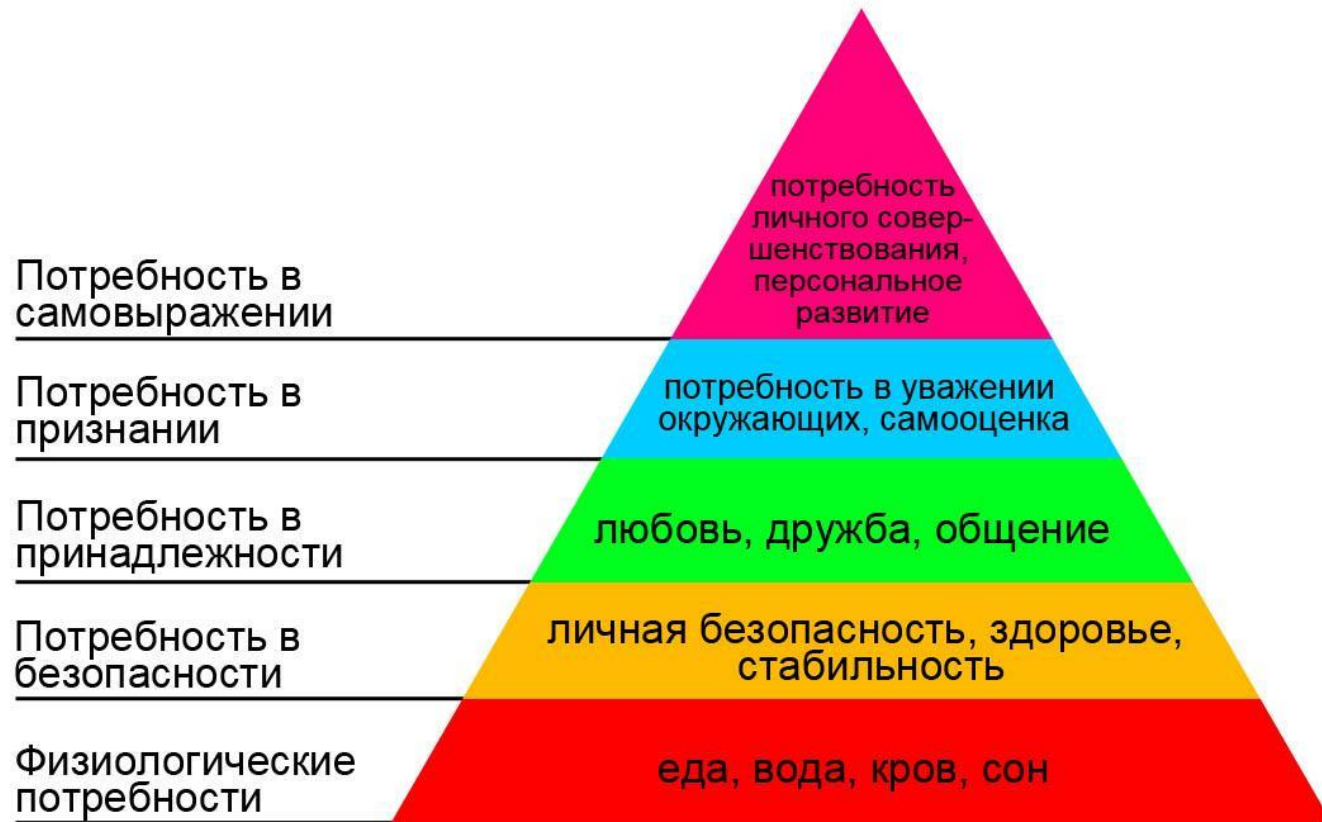 потребность
личного совер-
шенствования,
персональное
развитие
Потребность в
самовыражении
потребность в уважении
окружающих, самооценка
Потребность в
признании
любовь, дружба, общение
Потребность в
принадлежности
личная безопасность, здоровье,
стабильность
Потребность в
безопасности
еда, вода, кров, сон
Физиологические
потребности